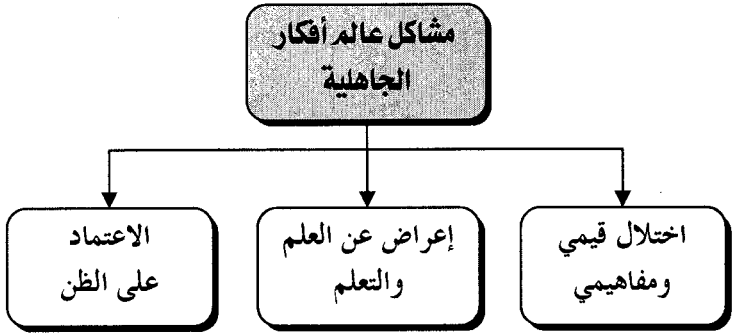 مشاكل عالم أفكار
الجاهلية
اختلال قيمي
ومفاهيمي
إعراض عن العلم
والتعلم
الاعتماد
على الظن